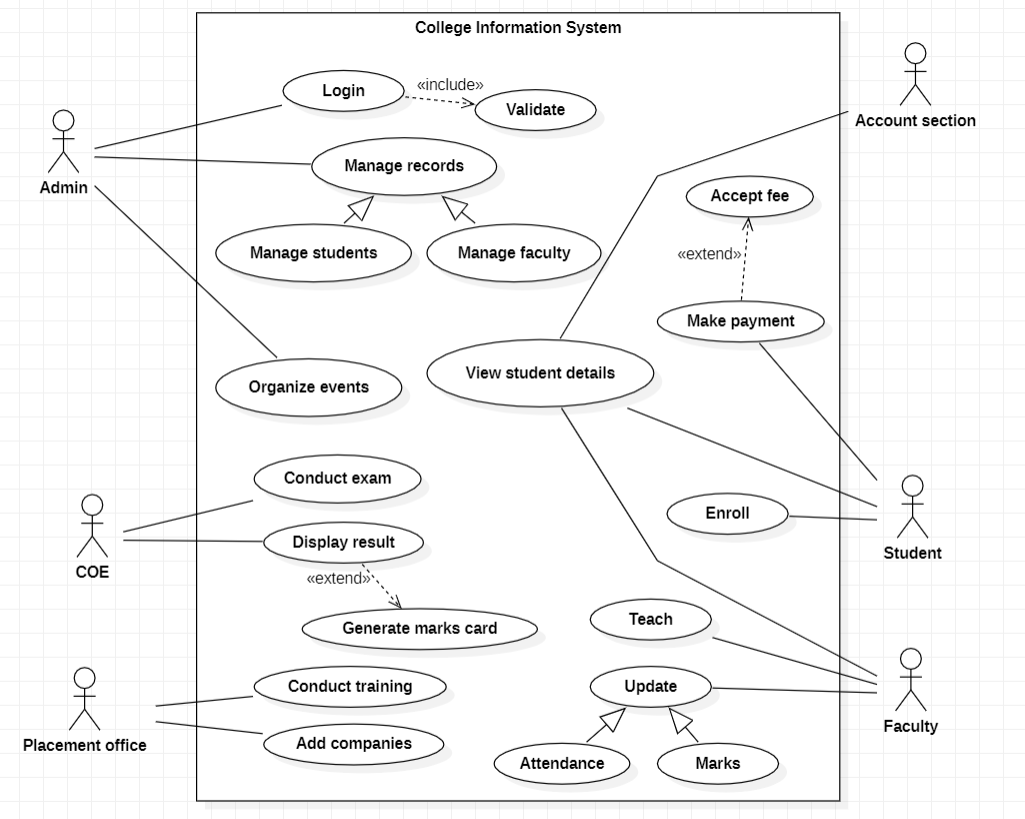 College Information System
Login
«include»
Validate
Account section
Manage records
Admin
Accept fee
Manage students
Manage faculty
«extend»
Make payment
View student details
Organize events
Conduct exam
Enroll
Display result
Student
COE
«extend»
Teach
Generate marks card
Conduct training
Update
Faculty
Placement office
Add companies
Attendance
Marks